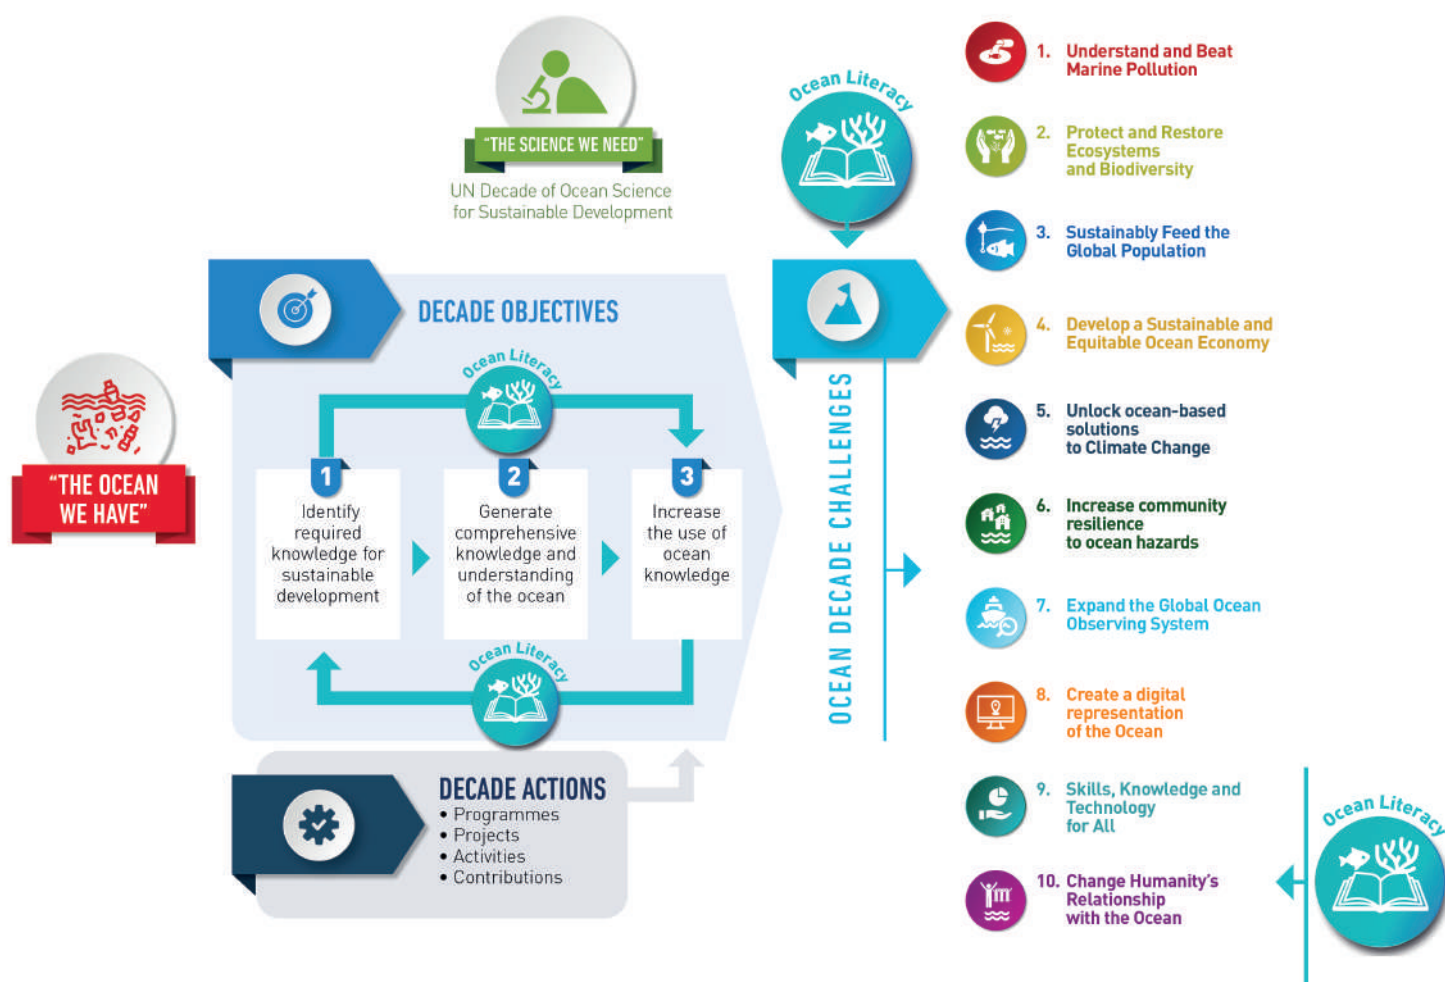 "THE SCIENCE WE NEED"
UN Decade of Ocean Science
for Sustainable Development
"THE OCEAN
WE HAVE"
DECADE OBJECTIVES
Ocean Literacy
1
Identify
required
knowledge for
sustainable
development
2
Generate
comprehensive
knowledge and
understanding
of the ocean
3
Increase
the use of
ocean
knowledge
Ocean Literacy
DECADE ACTIONS
• Programmes
• Projects
• Activities
• Contributions
Ocean Literacy
OCEAN DECADE CHALLENGES
1. Understand and Beat
Marine Pollution
2. Protect and Restore
Ecosystems
and Biodiversity
3. Sustainably Feed the
Global Population
4. Develop a Sustainable and
Equitable Ocean Economy
5. Unlock ocean-based
solutions
to Climate Change
6. Increase community
resilience
to ocean hazards
7. Expand the Global Ocean
Observing System
8. Create a digital
representation
of the Ocean
9. Skills, Knowledge and
Technology
for All
10. Change Humanity's
Relationship
with the Ocean
Ocean Literacy